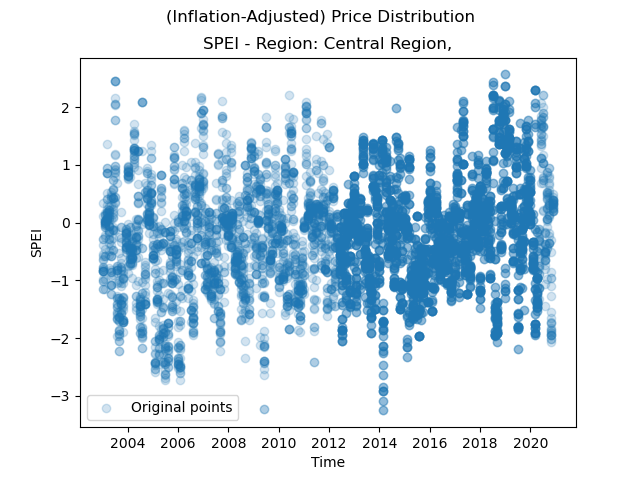 (Inflation-Adjusted) Price Distribution
SPEI - Region: Central Region,
SPEI
2
1
0
−1
−2
−3
Original points
2004 2006 2008 2010 2012 2014 2016 2018 2020
Time